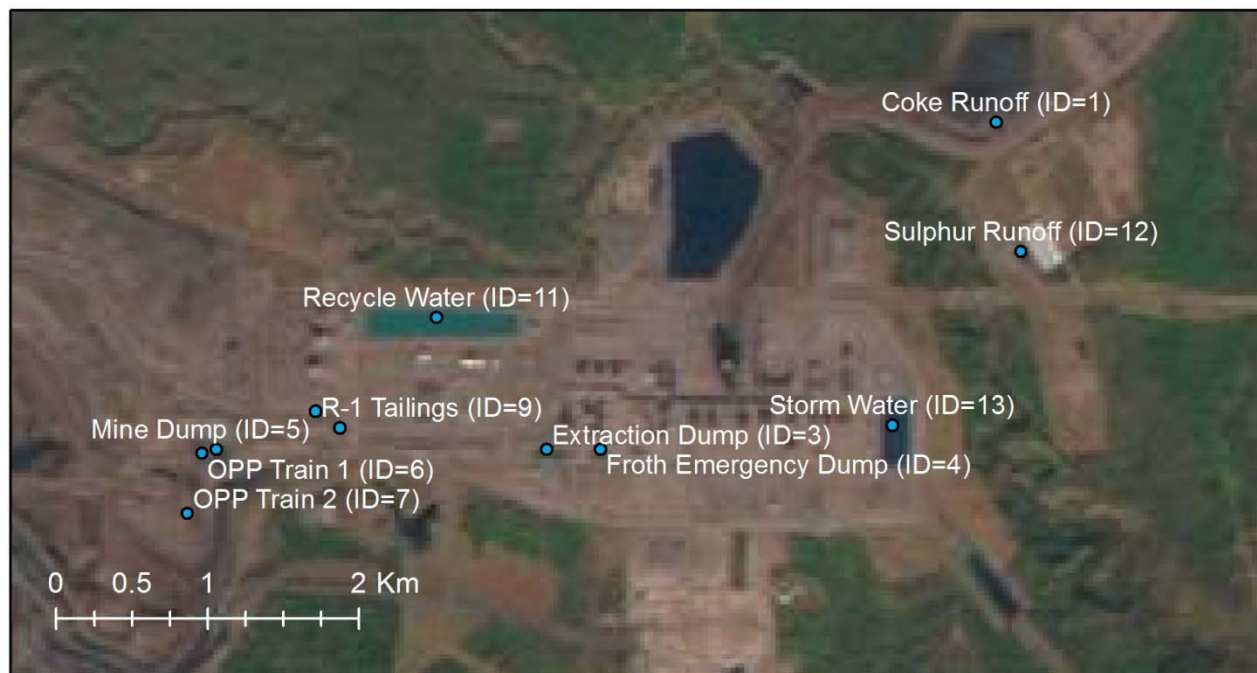 Coke Runoff (ID=1)
Sulphur Runoff (ID=12)
Recycle Water (ID=11)
R-1 Tailings (ID=9)
Storm Water (ID=13)
Mine Dump (ID=5)
Extraction Dump (ID=3)
OPP Train 1 (ID=6)
Froth Emergency Dump (ID=4)
OPP Train 2 (ID=7)
0 0.5 1 2 Km